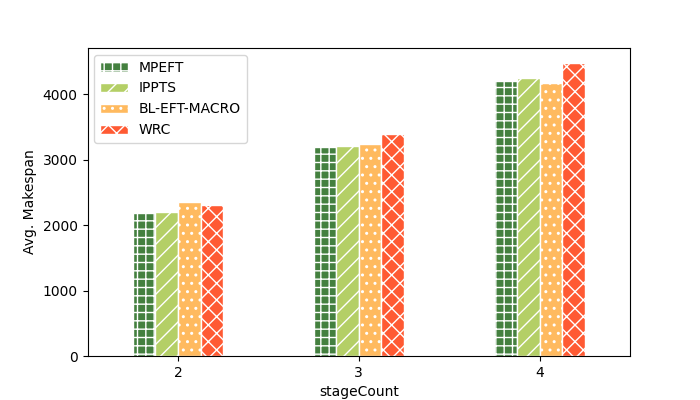 MPEFT
IPPTS
BL-EFT-MACRO
WRC
4000
3000
2000
1000
0
Avg. Makespan
2
3
4
stageCount